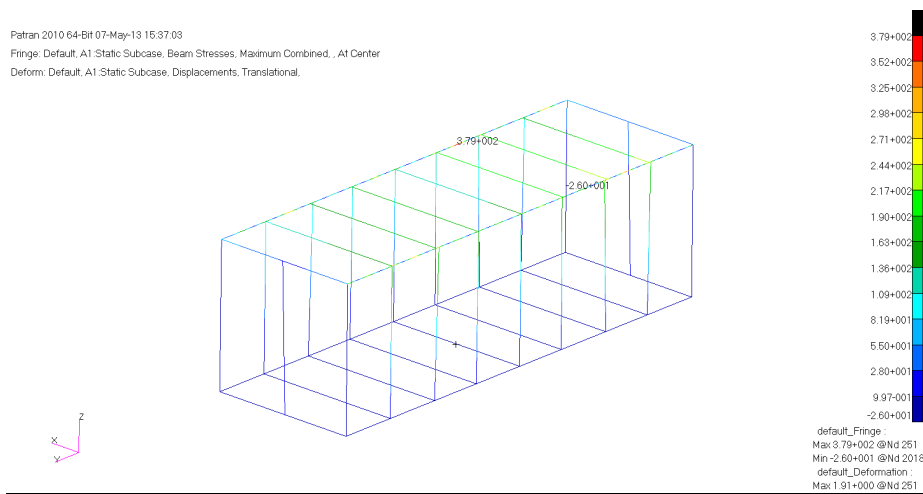 Patran 2010 64-Bit 07-May-13 15:37:03
Fringe: Default, A1:Static Subcase, Beam Stresses, Maximum Combined, , At Center
Deform: Default, A1:Static Subcase, Displacements, Translational,
3.79+002
3.52+002
3.25+002
2.98+002
2.71+002
2.44+002
2.17+002
1.90+002
1.63+002
1.36+002
1.09+002
8.19+001
5.50+001
2.80+001
9.97-001
-2.60+001
3.79+002
-2.60+001
Z
X
Y
default_Fringe :
Max 3.79+002 @Nd 251
Min -2.60+001 @Nd 2018
default_Deformation :
Max 1.91+000 @Nd 251